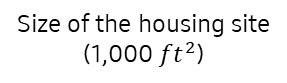 Size of the housing site
(1,000 ft²)